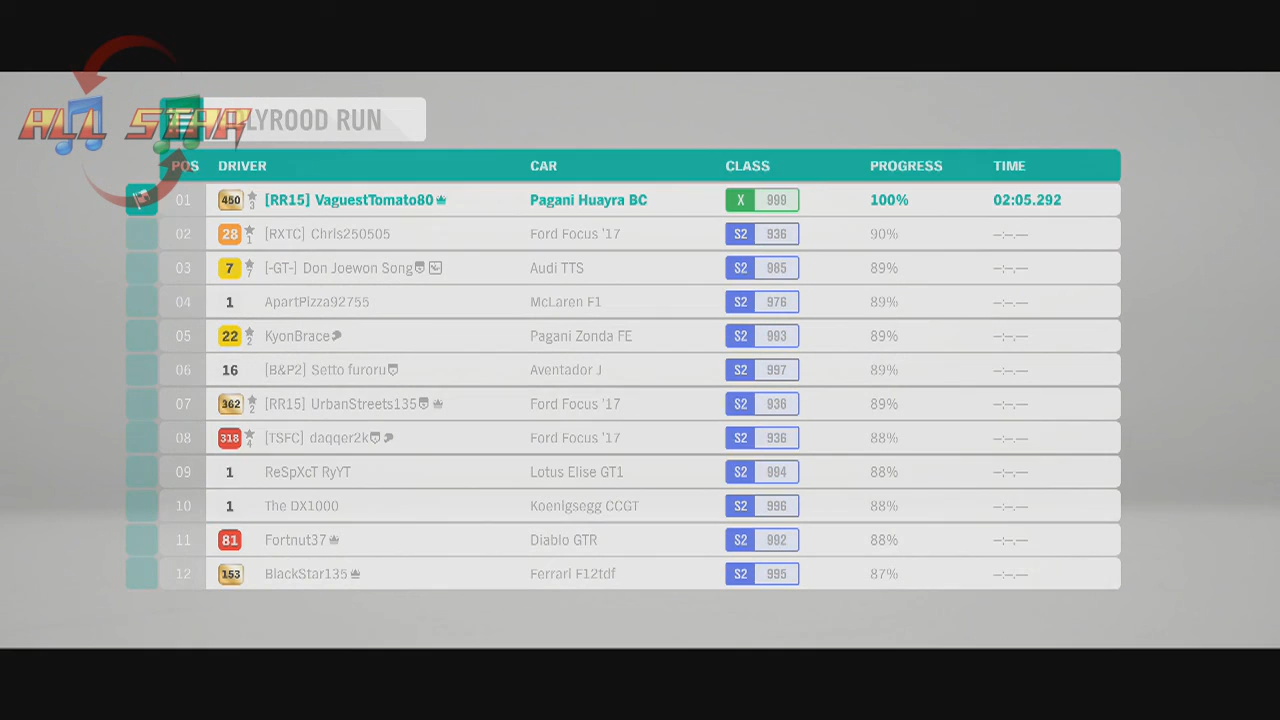 ALL STAR
LYROOD RUN
POS DRIVER CAR CLASS PROGRESS TIME
01 450 3 [RR15] VaguestTomato80 Pagani Huayra BC X 999 100% 02:05.292
02 28 1 [RXTC] Chris250505 Ford Focus '17 S2 936 90% --:--.---
03 7 7 [-GT-] Don Joewon Song Audi TTS S2 985 89% --:--.---
04 1 ApartPizza92755 McLaren F1 S2 976 89% --:--.---
05 22 2 KyonBrace Pagani Zonda FE S2 993 89% --:--.---
06 16 [B&P2] Setto furoru Aventador J S2 997 89% --:--.---
07 362 2 [RR15] UrbanStreets135 Ford Focus '17 S2 936 89% --:--.---
08 318 4 [TSFC] daqqer2k Ford Focus '17 S2 936 88% --:--.---
09 1 ReSpXcT RyYT Lotus Elise GT1 S2 994 88% --:--.---
10 1 The DX1000 Koenigsegg CCGT S2 996 88% --:--.---
11 81 Fortnut37 Diablo GTR S2 992 88% --:--.---
12 153 BlackStar135 Ferrari F12tdf S2 995 87% --:--.---